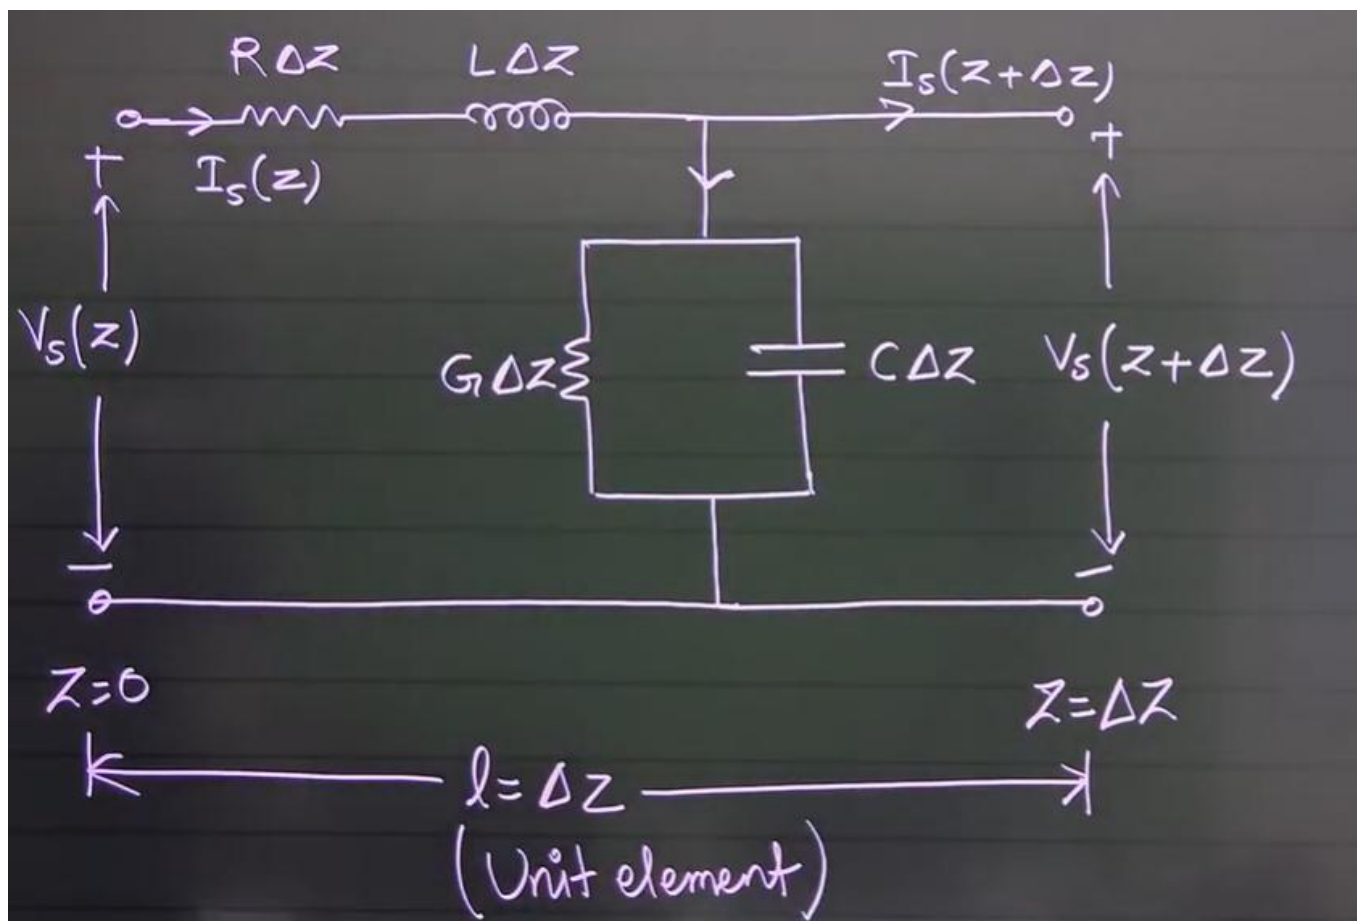 RΔZ
LΔZ
Is(z+Δz)
+
Is(z)
+
Vs(z)
GΔZ
CΔZ
Vs(z+Δz)
–
–
Z=0
Z=ΔZ
l=ΔZ
(Unit element)